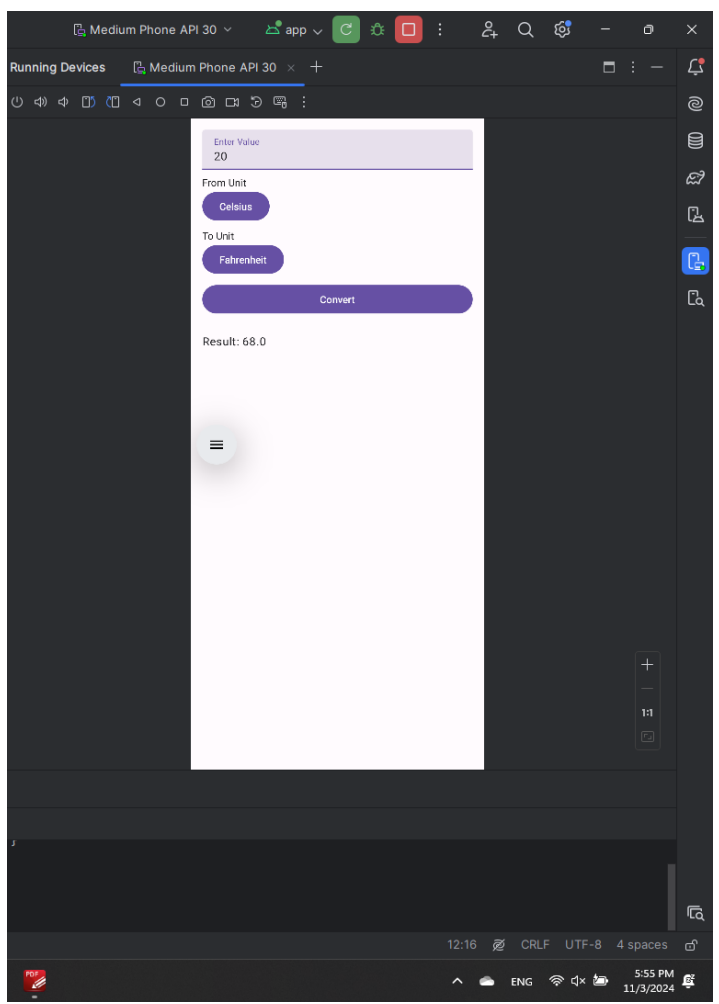 Medium Phone API 30
app
Running Devices
Medium Phone API 30
Enter Value
20
From Unit
Celsius
To Unit
Fahrenheit
Convert
Result: 68.0
1:1
12:16 CRLF UTF-8 4 spaces
PDF
ENG
5:55 PM
11/3/2024